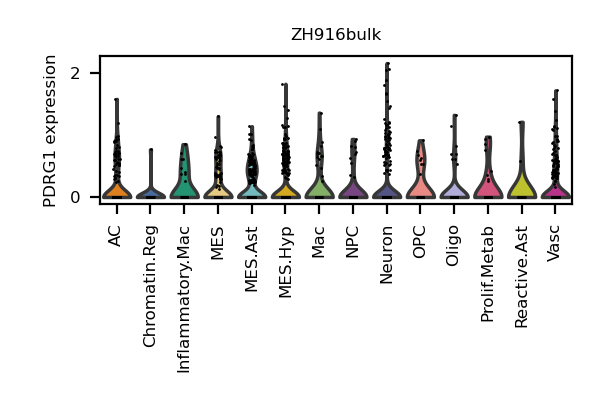 ZH916bulk
PDRG1 expression
2
0
AC
Chromatin.Reg
Inflammatory.Mac
MES
MES.Ast
MES.Hyp
Mac
NPC
Neuron
OPC
Oligo
Prolif.Metab
Reactive.Ast
Vasc